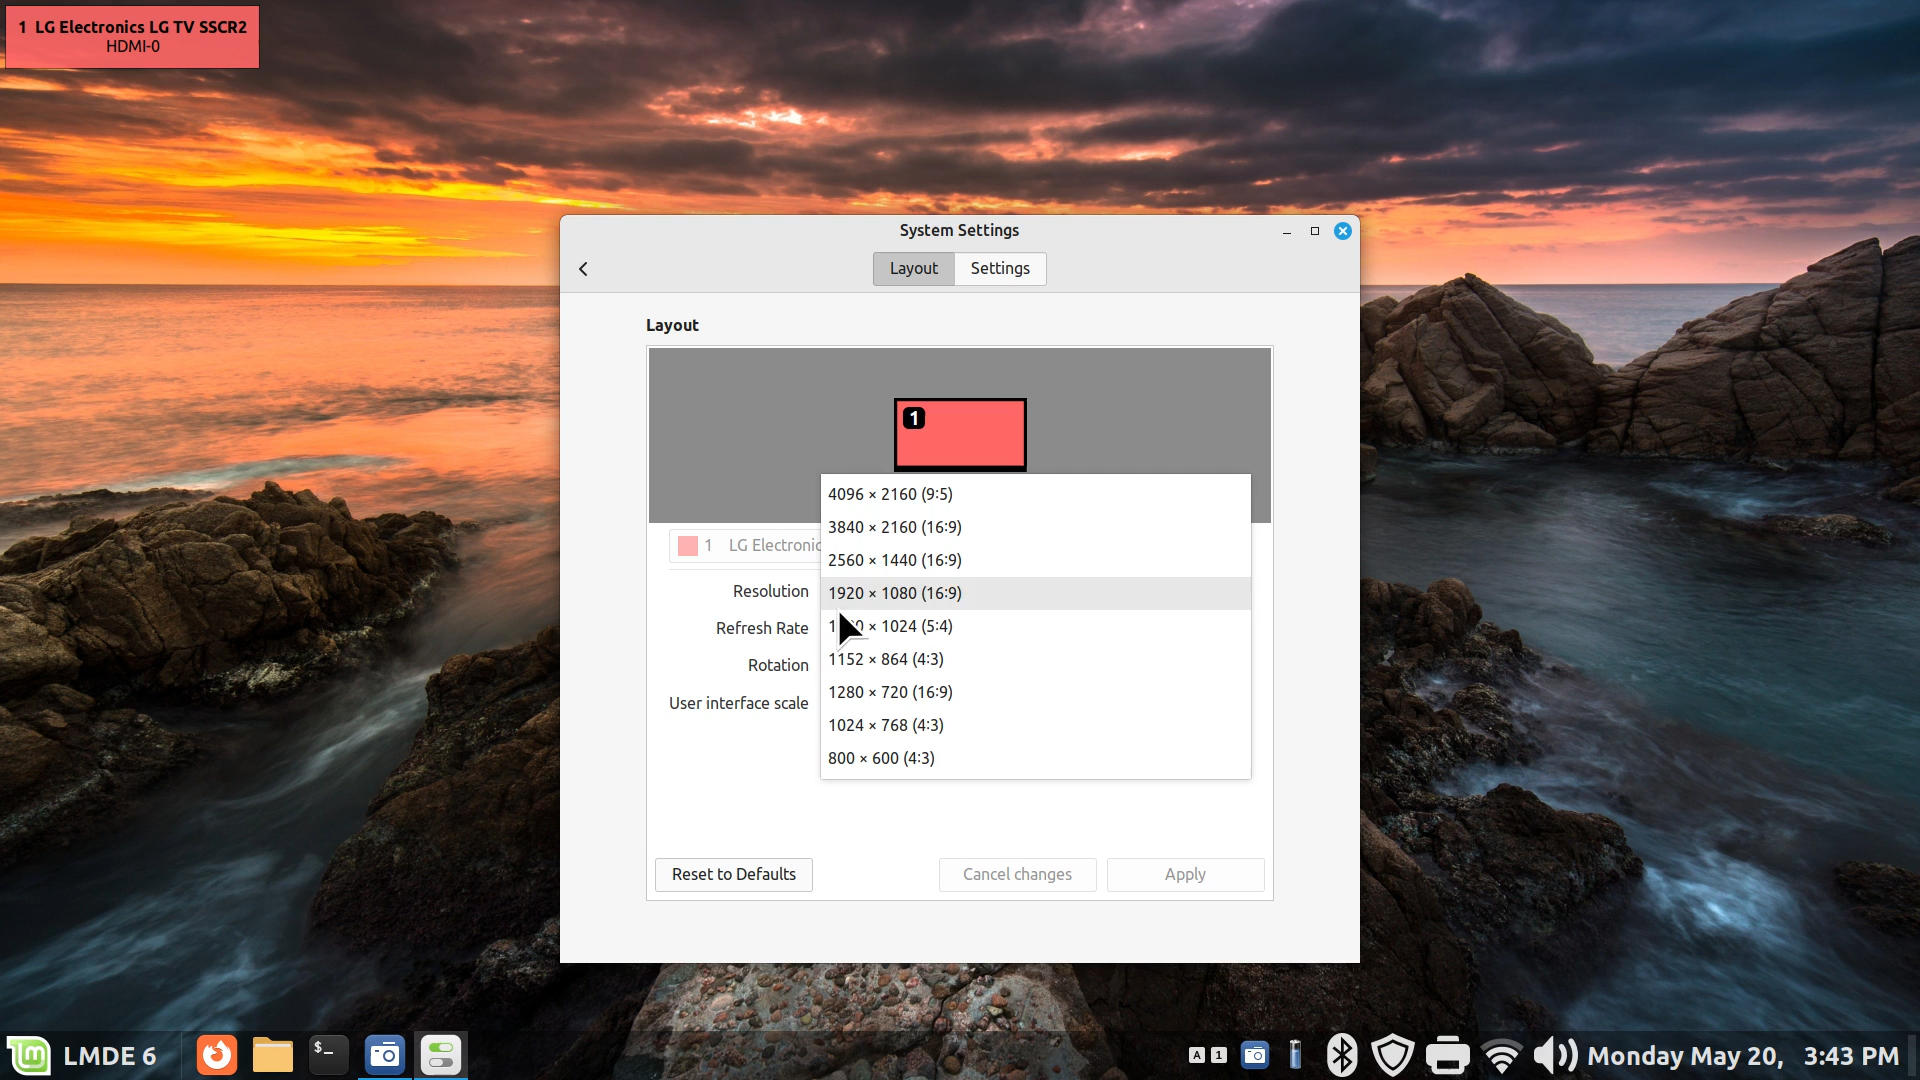 1 LG Electronics LG TV SSCR2
HDMI-0
System Settings
Layout Settings
Layout
1
1 LG Electronic
Resolution
Refresh Rate
Rotation
User interface scale
4096 × 2160 (9:5)
3840 × 2160 (16:9)
2560 × 1440 (16:9)
1920 × 1080 (16:9)
× 1024 (5:4)
1152 × 864 (4:3)
1280 × 720 (16:9)
1024 × 768 (4:3)
800 × 600 (4:3)
Reset to Defaults Cancel changes Apply
LMDE 6 $_ A 1 Monday May 20, 3:43 PM